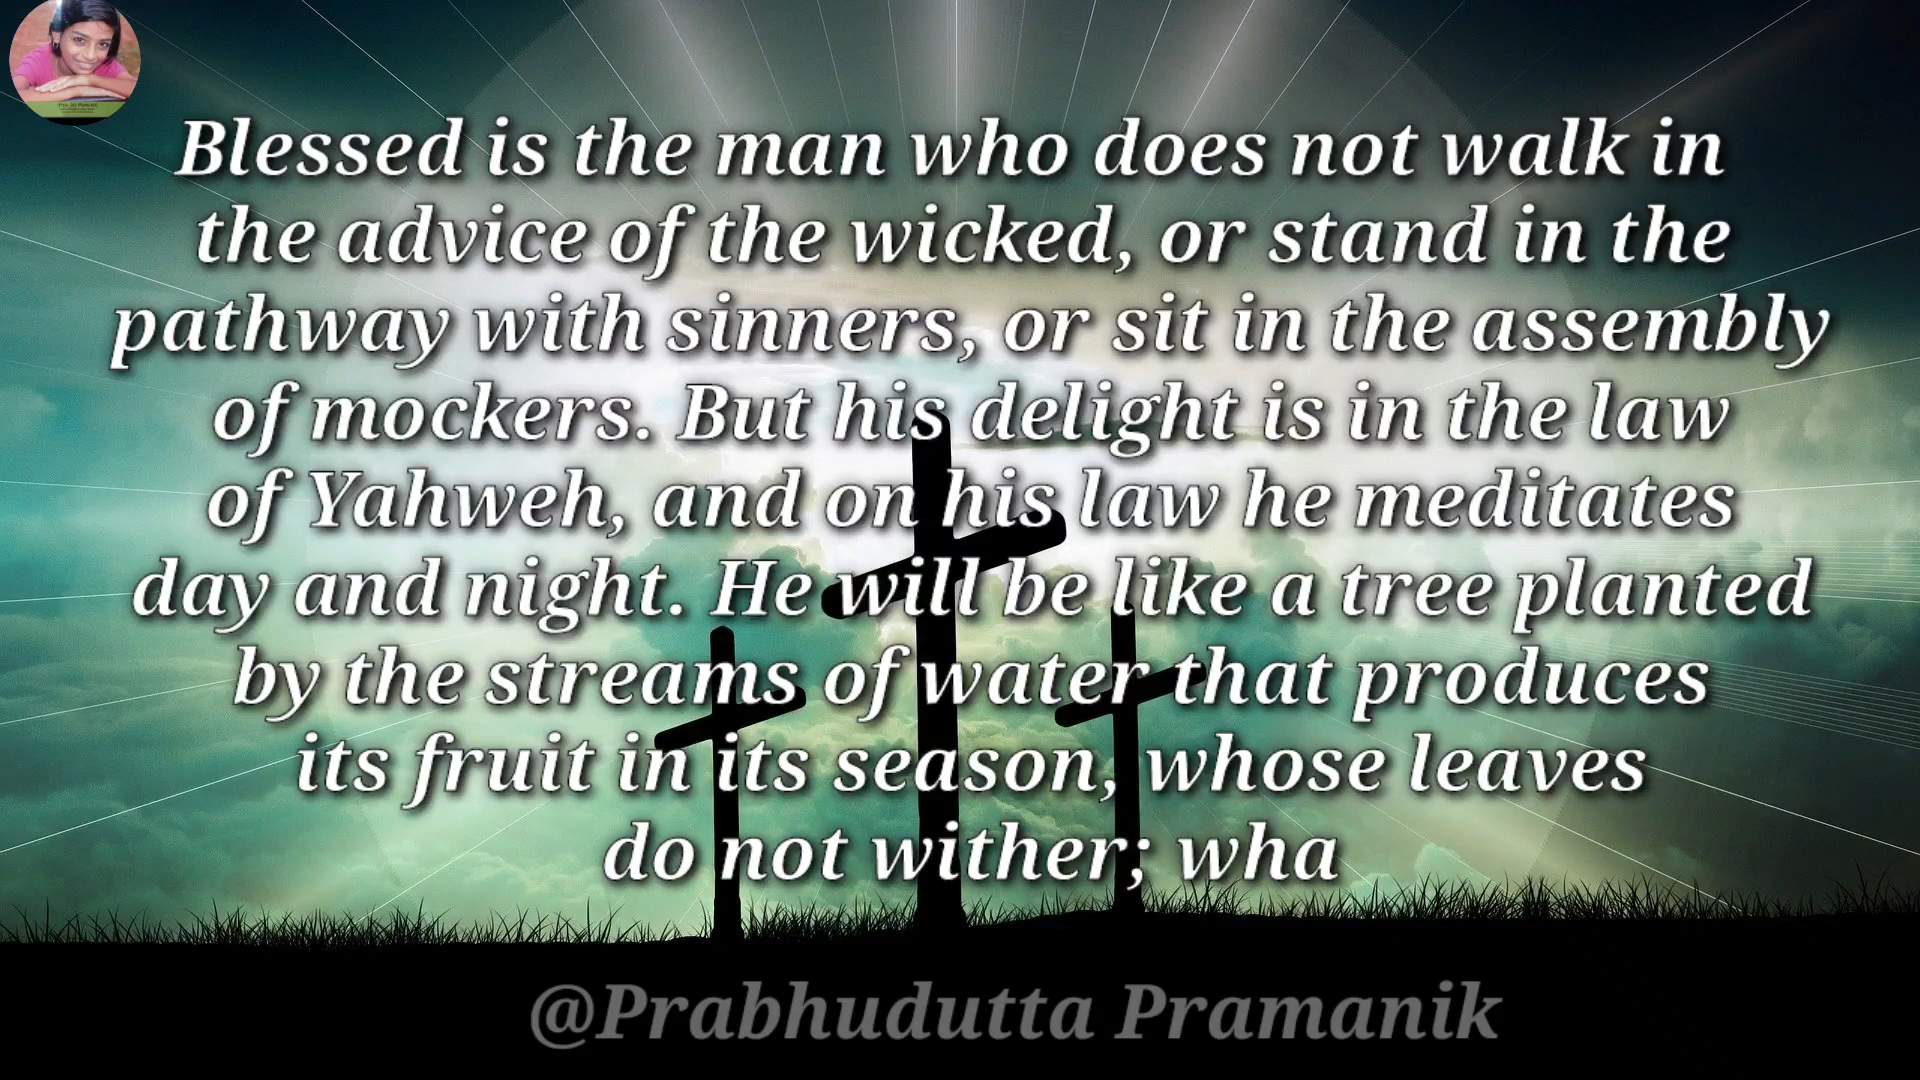 Blessed is the man who does not walk in
the advice of the wicked, or stand in the
pathway with sinners, or sit in the assembly
of mockers. But his delight is in the law
of Yahweh, and on his law he meditates
day and night. He will be like a tree planted
by the streams of water that produces
its fruit in its season, whose leaves
do not wither; wha
@Prabhudutta Pramanik